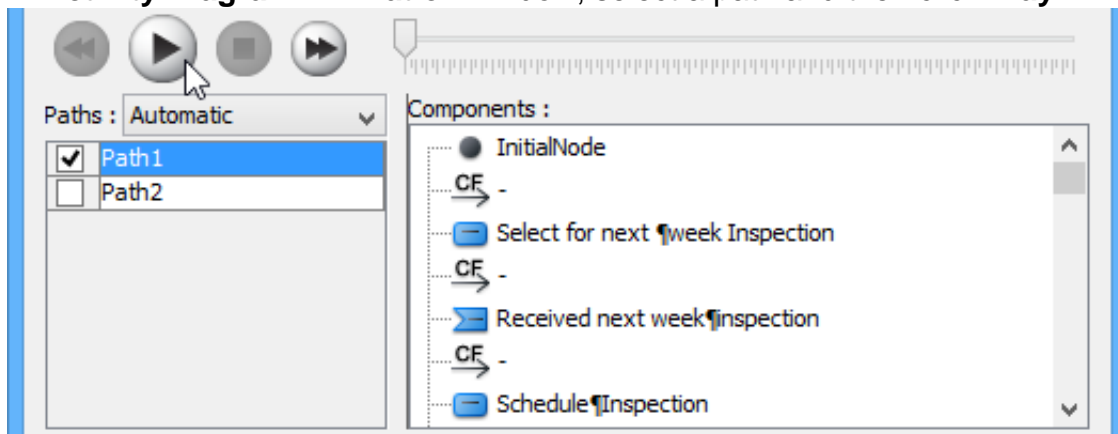 Paths : Automatic
Path1
Path2
Components :
InitialNode
CF -
Select for next ¶week Inspection
CF -
Received next week¶inspection
CF -
Schedule¶Inspection